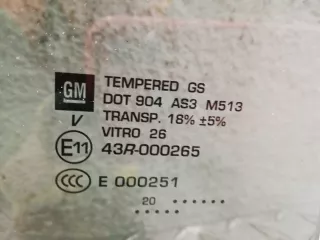 GM TEMPERED GS
DOT 904 AS3 M513
V TRANSP. 18% ±5%
VITRO 26
E11 43R-000265
CCC E 000251
20 ...... 
..... ......